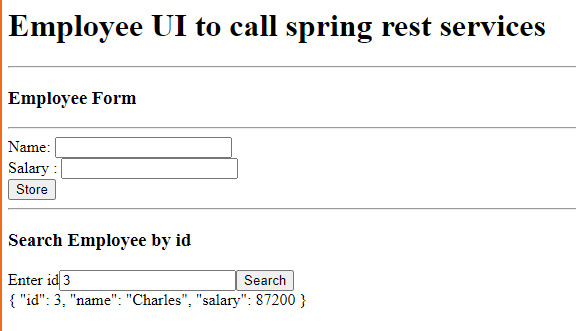 Employee UI to call spring rest services
Employee Form
Name:
Salary :
Store
Search Employee by id
Enter id 3 Search
{ "id": 3, "name": "Charles", "salary": 87200 }